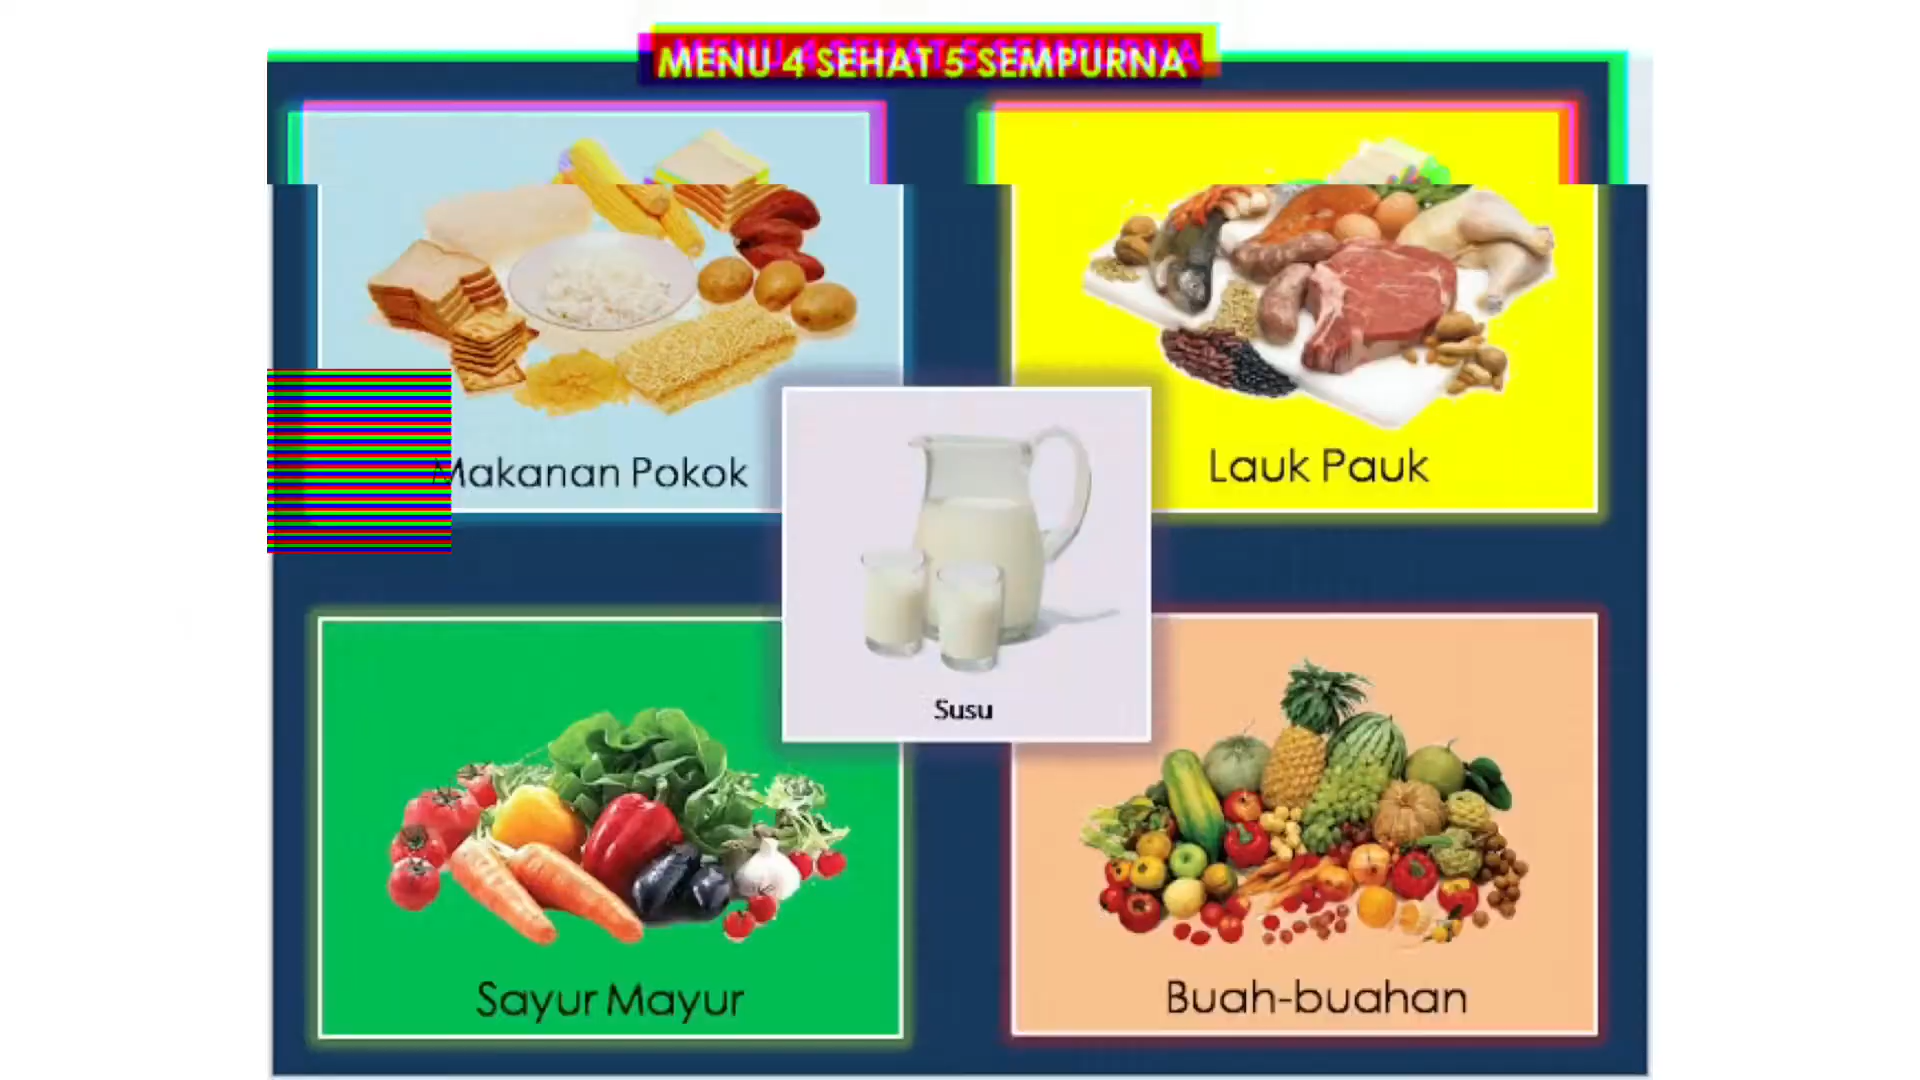 MENU 4 SEHAT 5 SEMPURNA
Makanan Pokok
Lauk Pauk
Susu
Sayur Mayur
Buah-buahan